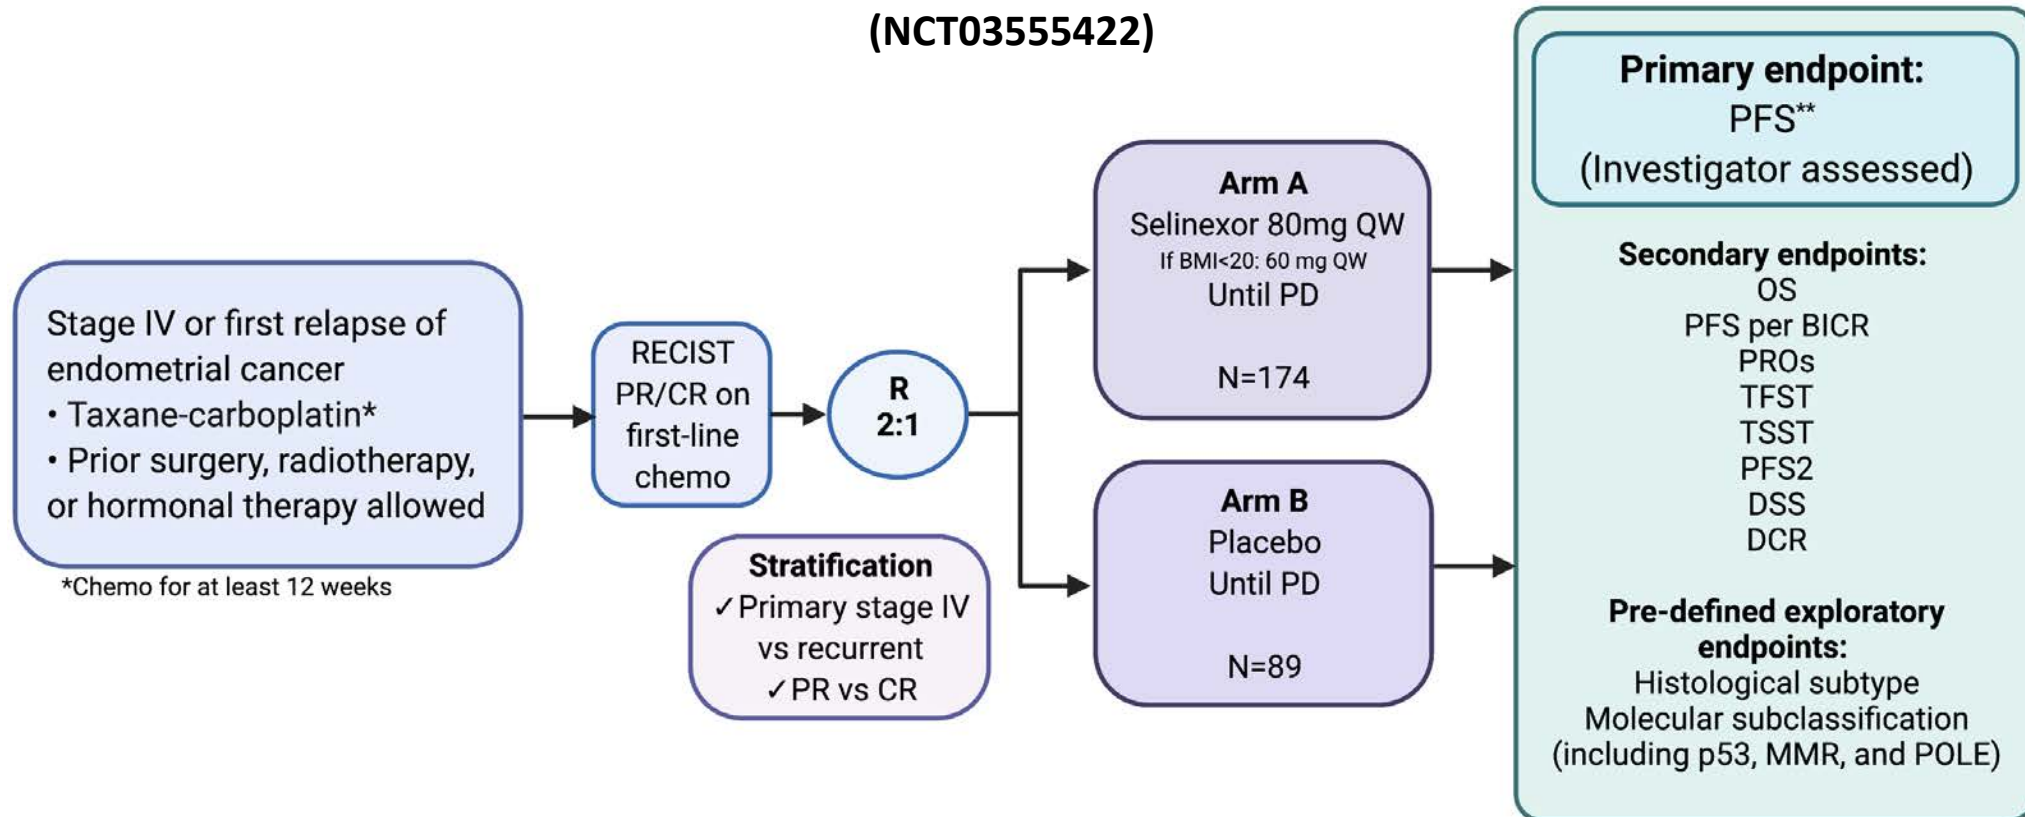 (NCT03555422)
Stage IV or first relapse of
endometrial cancer
• Taxane-carboplatin*
• Prior surgery, radiotherapy,
or hormonal therapy allowed
*Chemo for at least 12 weeks
RECIST
PR/CR on
first-line
chemo
R
2:1
Stratification
✓Primary stage IV
vs recurrent
✓PR vs CR
Arm A
Selinexor 80mg QW
If BMI<20: 60 mg QW
Until PD
N=174
Arm B
Placebo
Until PD
N=89
Primary endpoint:
PFS**
(Investigator assessed)
Secondary endpoints:
OS
PFS per BICR
PROs
TFST
TSST
PFS2
DSS
DCR
Pre-defined exploratory
endpoints:
Histological subtype
Molecular subclassification
(including p53, MMR, and POLE)